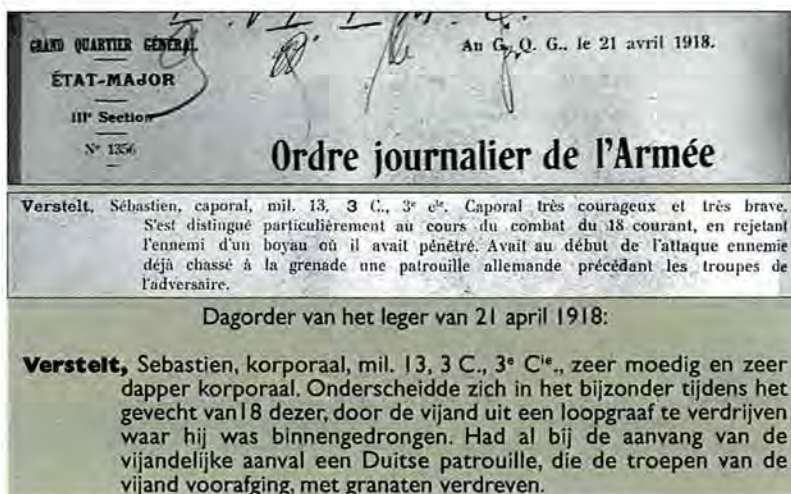 GRAND QUARTIER GÉNÉRAL
ÉTAT-MAJOR
IIIe Section
N° 1356
Au G. Q. G., le 21 avril 1918.
Ordre journalier de l'Armée
Verstelt, Sébastien, caporal, mil. 13, 3 C., 3e cie. Caporal très courageux et très brave.
S'est distingué particulièrement au cours du combat du 18 courant, en rejetant
l'ennemi d'un boyau où il avait pénétré. Avait au début de l'attaque ennemie
déjà chassé à la grenade une patrouille allemande précédant les troupes de
l'adversaire.
Dagorder van het leger van 21 april 1918:
Verstelt, Sebastien, korporaal, mil. 13, 3 C., 3e Cie., zeer moedig en zeer
dapper korporaal. Onderscheidde zich in het bijzonder tijdens het
gevecht van18 dezer, door de vijand uit een loopgraaf te verdrijven
waar hij was binnengedrongen. Had al bij de aanvang van de
vijandelijke aanval een Duitse patrouille, die de troepen van de
vijand voorafging, met granaten verdreven.